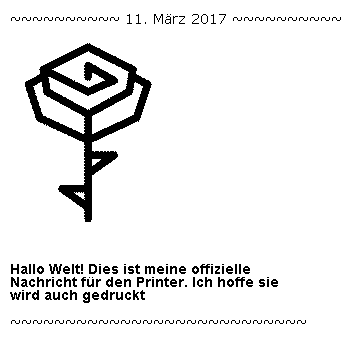 ~~~~~~~~~~ 11. März 2017 ~~~~~~~~~~
Hallo Welt! Dies ist meine offizielle
Nachricht für den Printer. Ich hoffe sie
wird auch gedruckt
~~~~~~~~~~~~~~~~~~~~~~~~~~~